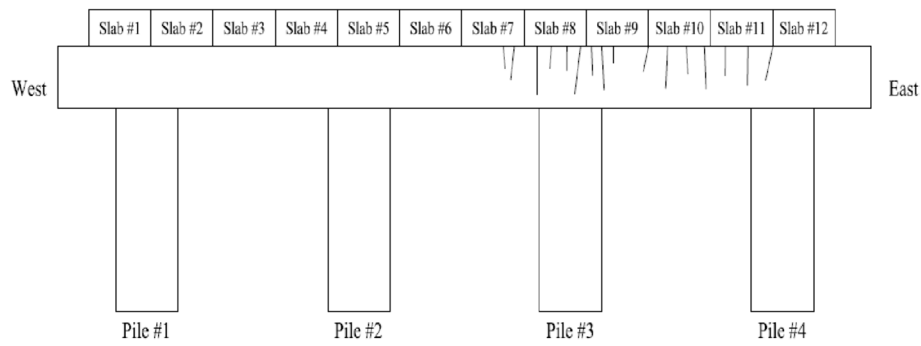 Slab #1 Slab #2 Slab #3 Slab #4 Slab #5 Slab #6 Slab #7 Slab #8 Slab #9 Slab #10 Slab #11 Slab #12
West East
Pile #1 Pile #2 Pile #3 Pile #4